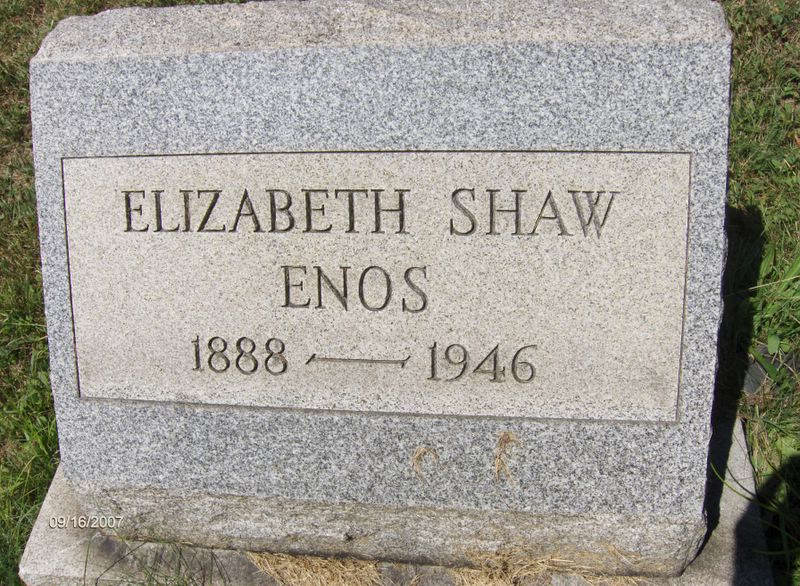 ELIZABETH SHAW
ENOS
1888 — 1946
09/16/2007